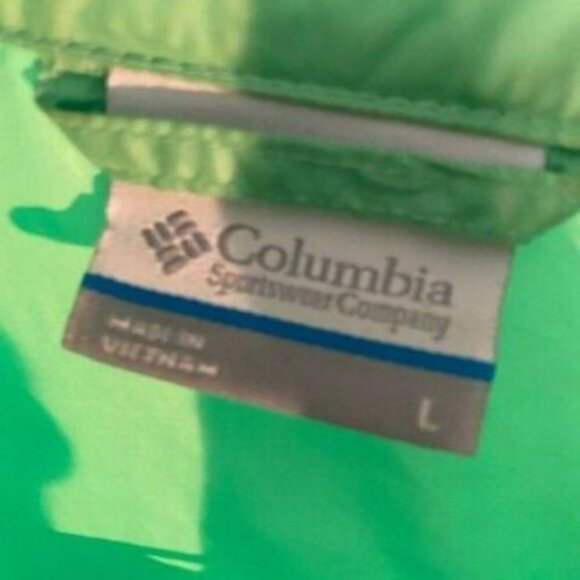 Columbia
Sportswear Company
MADE IN
VIETNAM
L